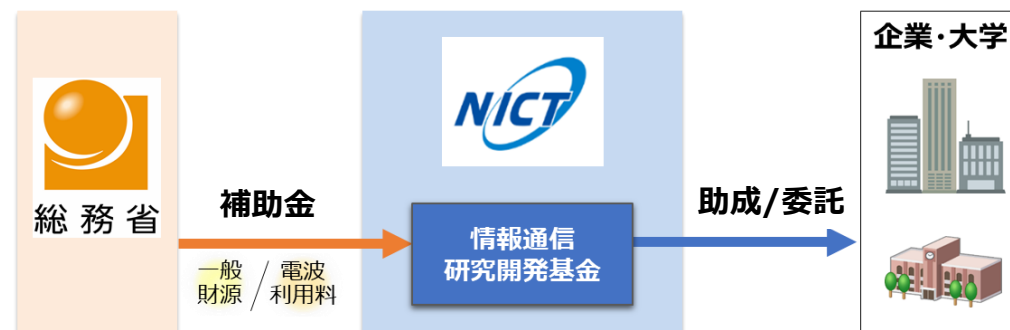 総務省
補助金
一般
財源
/
電波
利用料
NICT
情報通信
研究開発基金
助成/委託
企業・大学